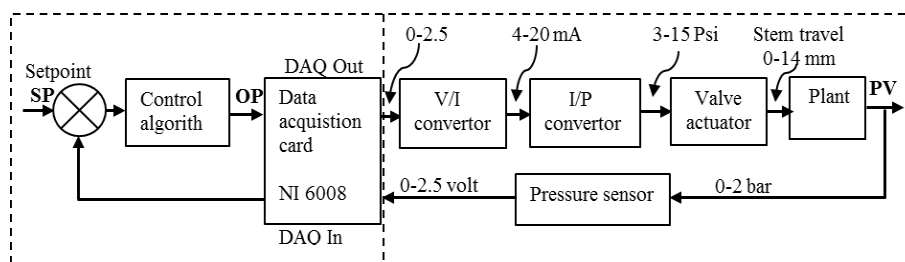 0-2.5
4-20 mA
3-15 Psi
Stem travel
0-14 mm
Setpoint
SP
Control
algorith
OP
DAQ Out
Data
acquistion
card
NI 6008
DAQ In
V/I
convertor
I/P
convertor
Valve
actuator
Plant
PV
0-2.5 volt
Pressure sensor
0-2 bar